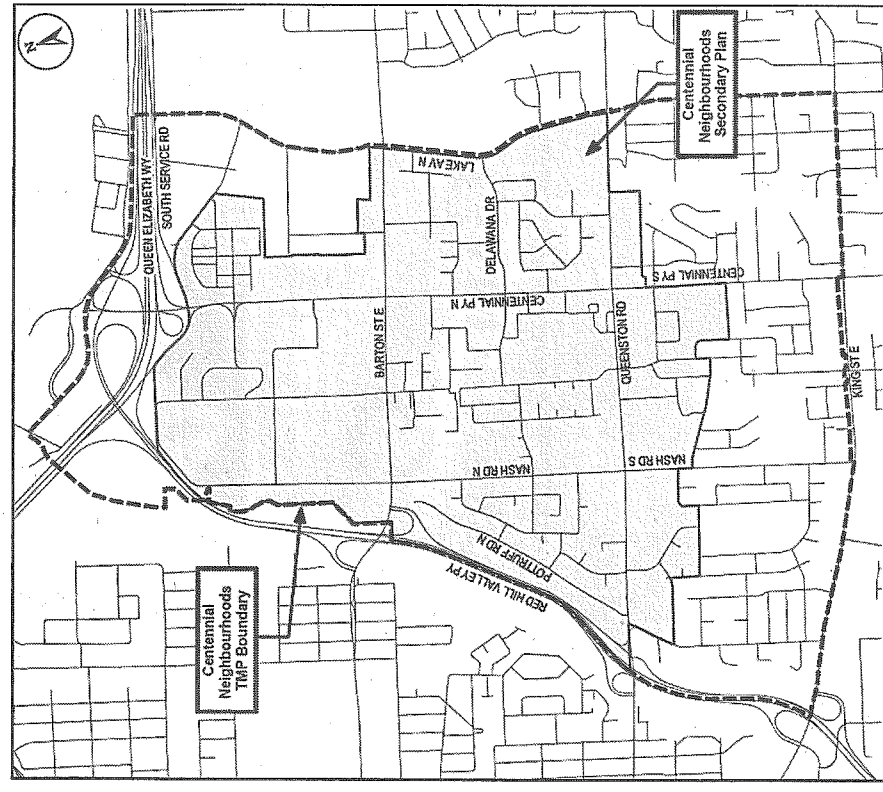 N
QUEEN ELIZABETH WY
SOUTH SERVICE RD
LAKE AV N
BARTON ST E
DELAWANA DR
CENTENNIAL PY N
QUEENSTON RD
CENTENNIAL PY S
NASH RD N
NASH RD S
KING ST E
POTTRUFF RD N
RED HILL VALLEY PY
Centennial
Neighbourhoods
Secondary Plan
Centennial
Neighbourhoods
TMP Boundary